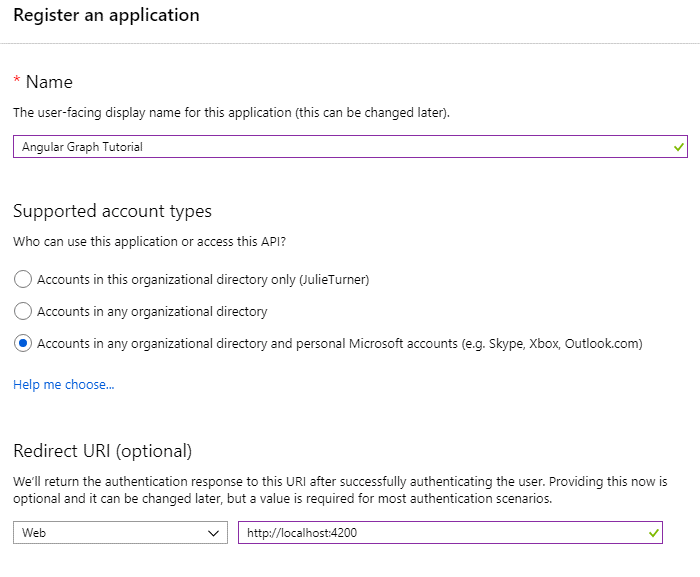 Register an application
* Name
The user-facing display name for this application (this can be changed later).
Angular Graph Tutorial
Supported account types
Who can use this application or access this API?
Accounts in this organizational directory only (JulieTurner)
Accounts in any organizational directory
Accounts in any organizational directory and personal Microsoft accounts (e.g. Skype, Xbox, Outlook.com)
Help me choose...
Redirect URI (optional)
We'll return the authentication response to this URI after successfully authenticating the user. Providing this now is
optional and it can be changed later, but a value is required for most authentication scenarios.
Web http://localhost:4200